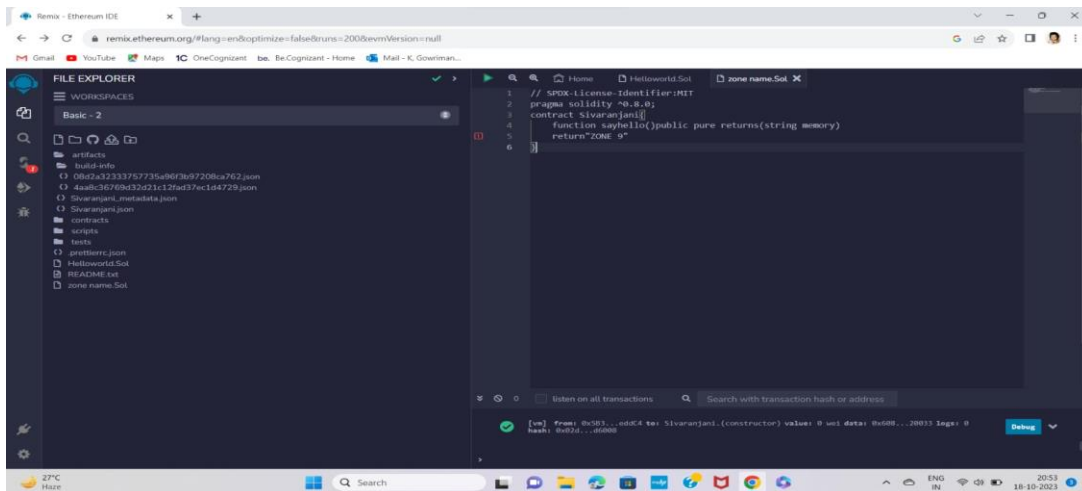 Remix - Ethereum IDE
remix.ethereum.org/#lang=en&optimize=false&runs=200&evmVersion=null
Gmail YouTube Maps 1C OneCognizant be. Be.Cognizant - Home Mail - K, Gowriman...
FILE EXPLORER
WORKSPACES
Basic - 2
artifacts
build-info
08d2a32333757735a96f3b97208ca762.json
4aa8c36769d32d21c12fad37ec1d4729.json
Sivaranjani_metadata.json
Sivaranjani.json
contracts
scripts
tests
.prettierrc.json
Helloworld.Sol
README.txt
zone name.Sol
Home Helloworld.Sol zone name.Sol
1 // SPDX-License-Identifier:MIT
2 pragma solidity ^0.8.0;
3 contract Sivaranjani{
4 function sayhello()public pure returns(string memory)
5 return"ZONE 9"
6 }
0 listen on all transactions Search with transaction hash or address
[vm] from: 0x5B3...eddC4 to: Sivaranjani.(constructor) value: 0 wei data: 0x608...20033 logs: 0
hash: 0x02d...d6000
Debug
>
27°C
Haze
Search
ENG
IN
20:53
18-10-2023